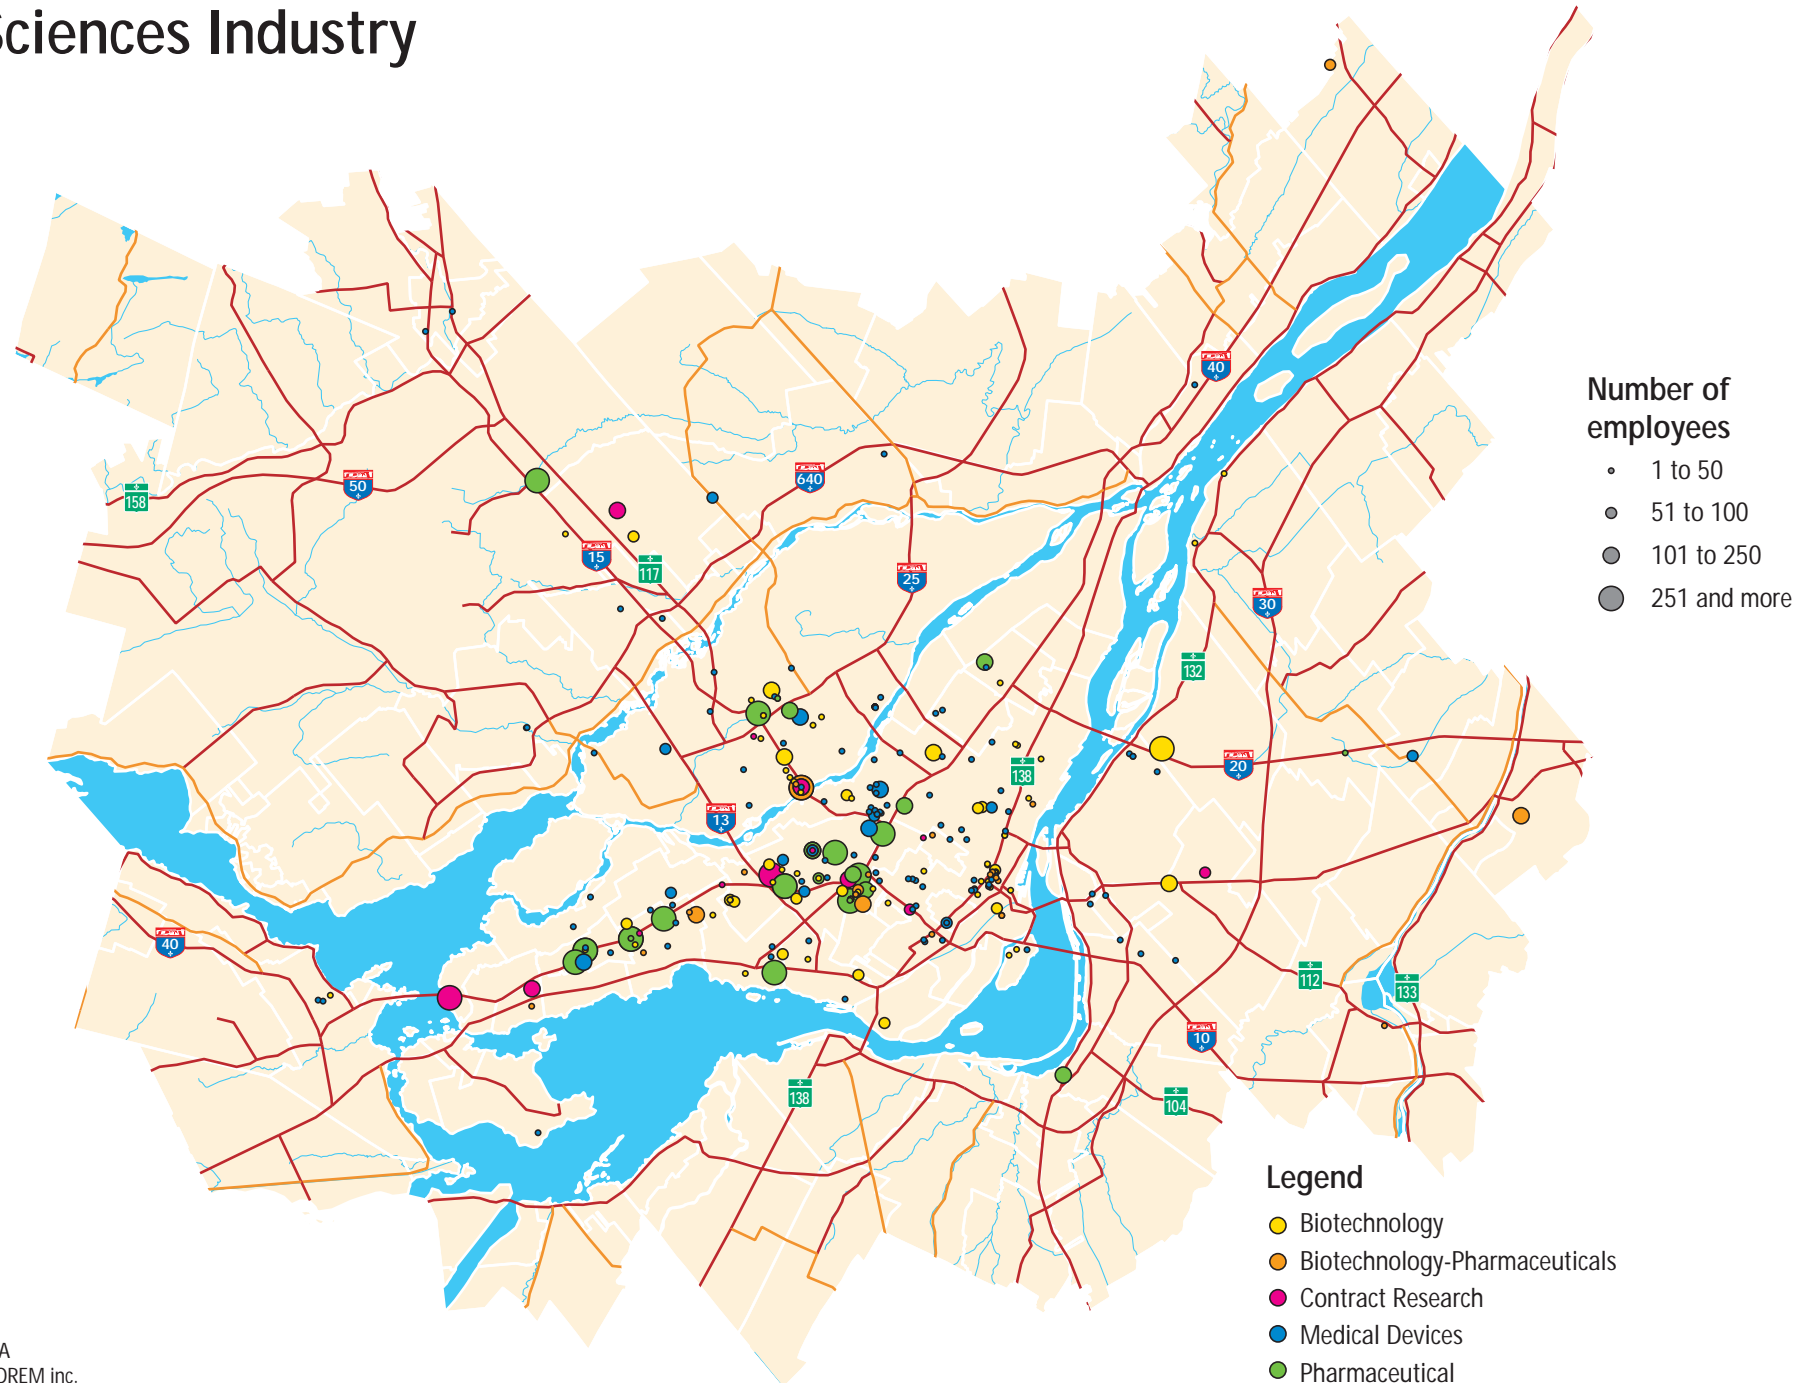 Sciences Industry
40
640
50
158
15
117
25
30
132
20
138
13
40
112
133
10
138
104
Number of
employees
1 to 50
51 to 100
101 to 250
251 and more
Legend
Biotechnology
Biotechnology-Pharmaceuticals
Contract Research
Medical Devices
Pharmaceutical
A
OREM inc.